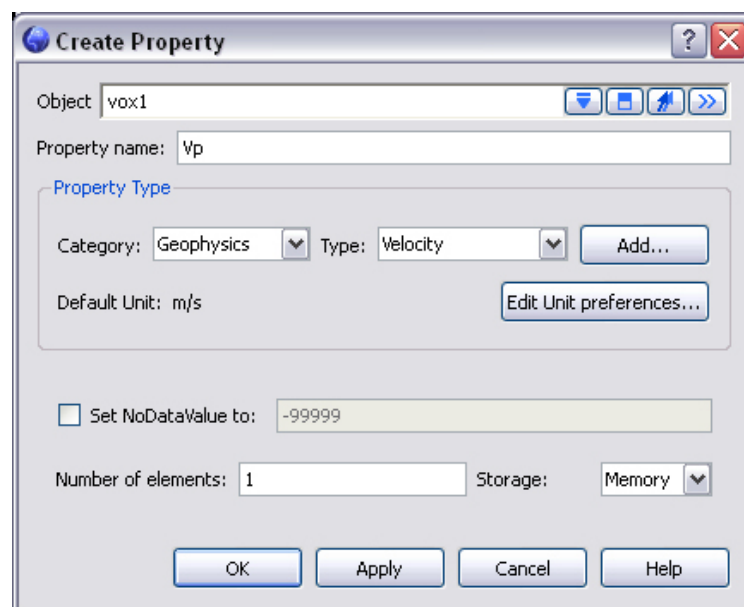 Create Property
Object vox1
Property name: Vp
Property Type
Category: Geophysics Type: Velocity Add...
Default Unit: m/s Edit Unit preferences...
Set NoDataValue to: -99999
Number of elements: 1 Storage: Memory
OK Apply Cancel Help